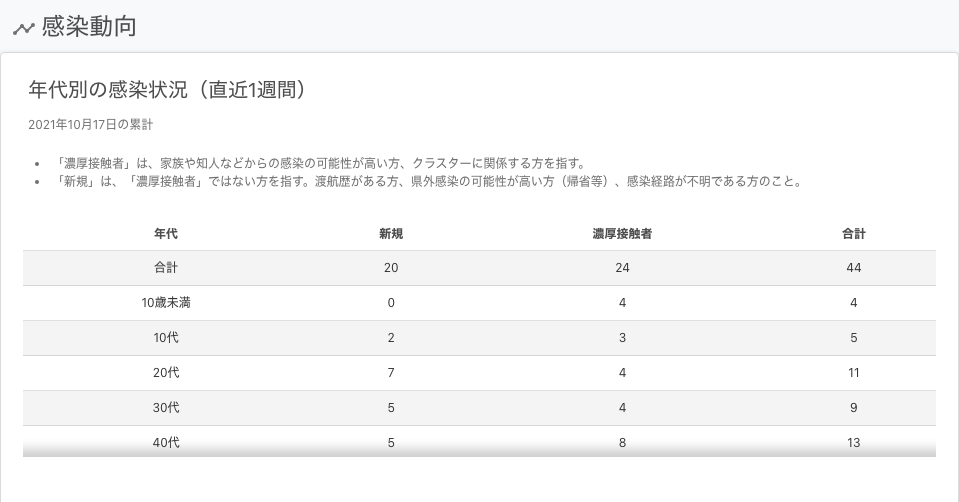 感染動向
年代別の感染状況（直近1週間）
2021年10月17日の累計
「濃厚接触者」は、家族や知人などからの感染の可能性が高い方、クラスターに関係する方を指す。
「新規」は、「濃厚接触者」ではない方を指す。渡航歴がある方、県外感染の可能性が高い方（帰省等）、感染経路が不明である方のこと。
年代 新規 濃厚接触者 合計
合計 20 24 44
10歳未満 0 4 4
10代 2 3 5
20代 7 4 11
30代 5 4 9
40代 5 8 13